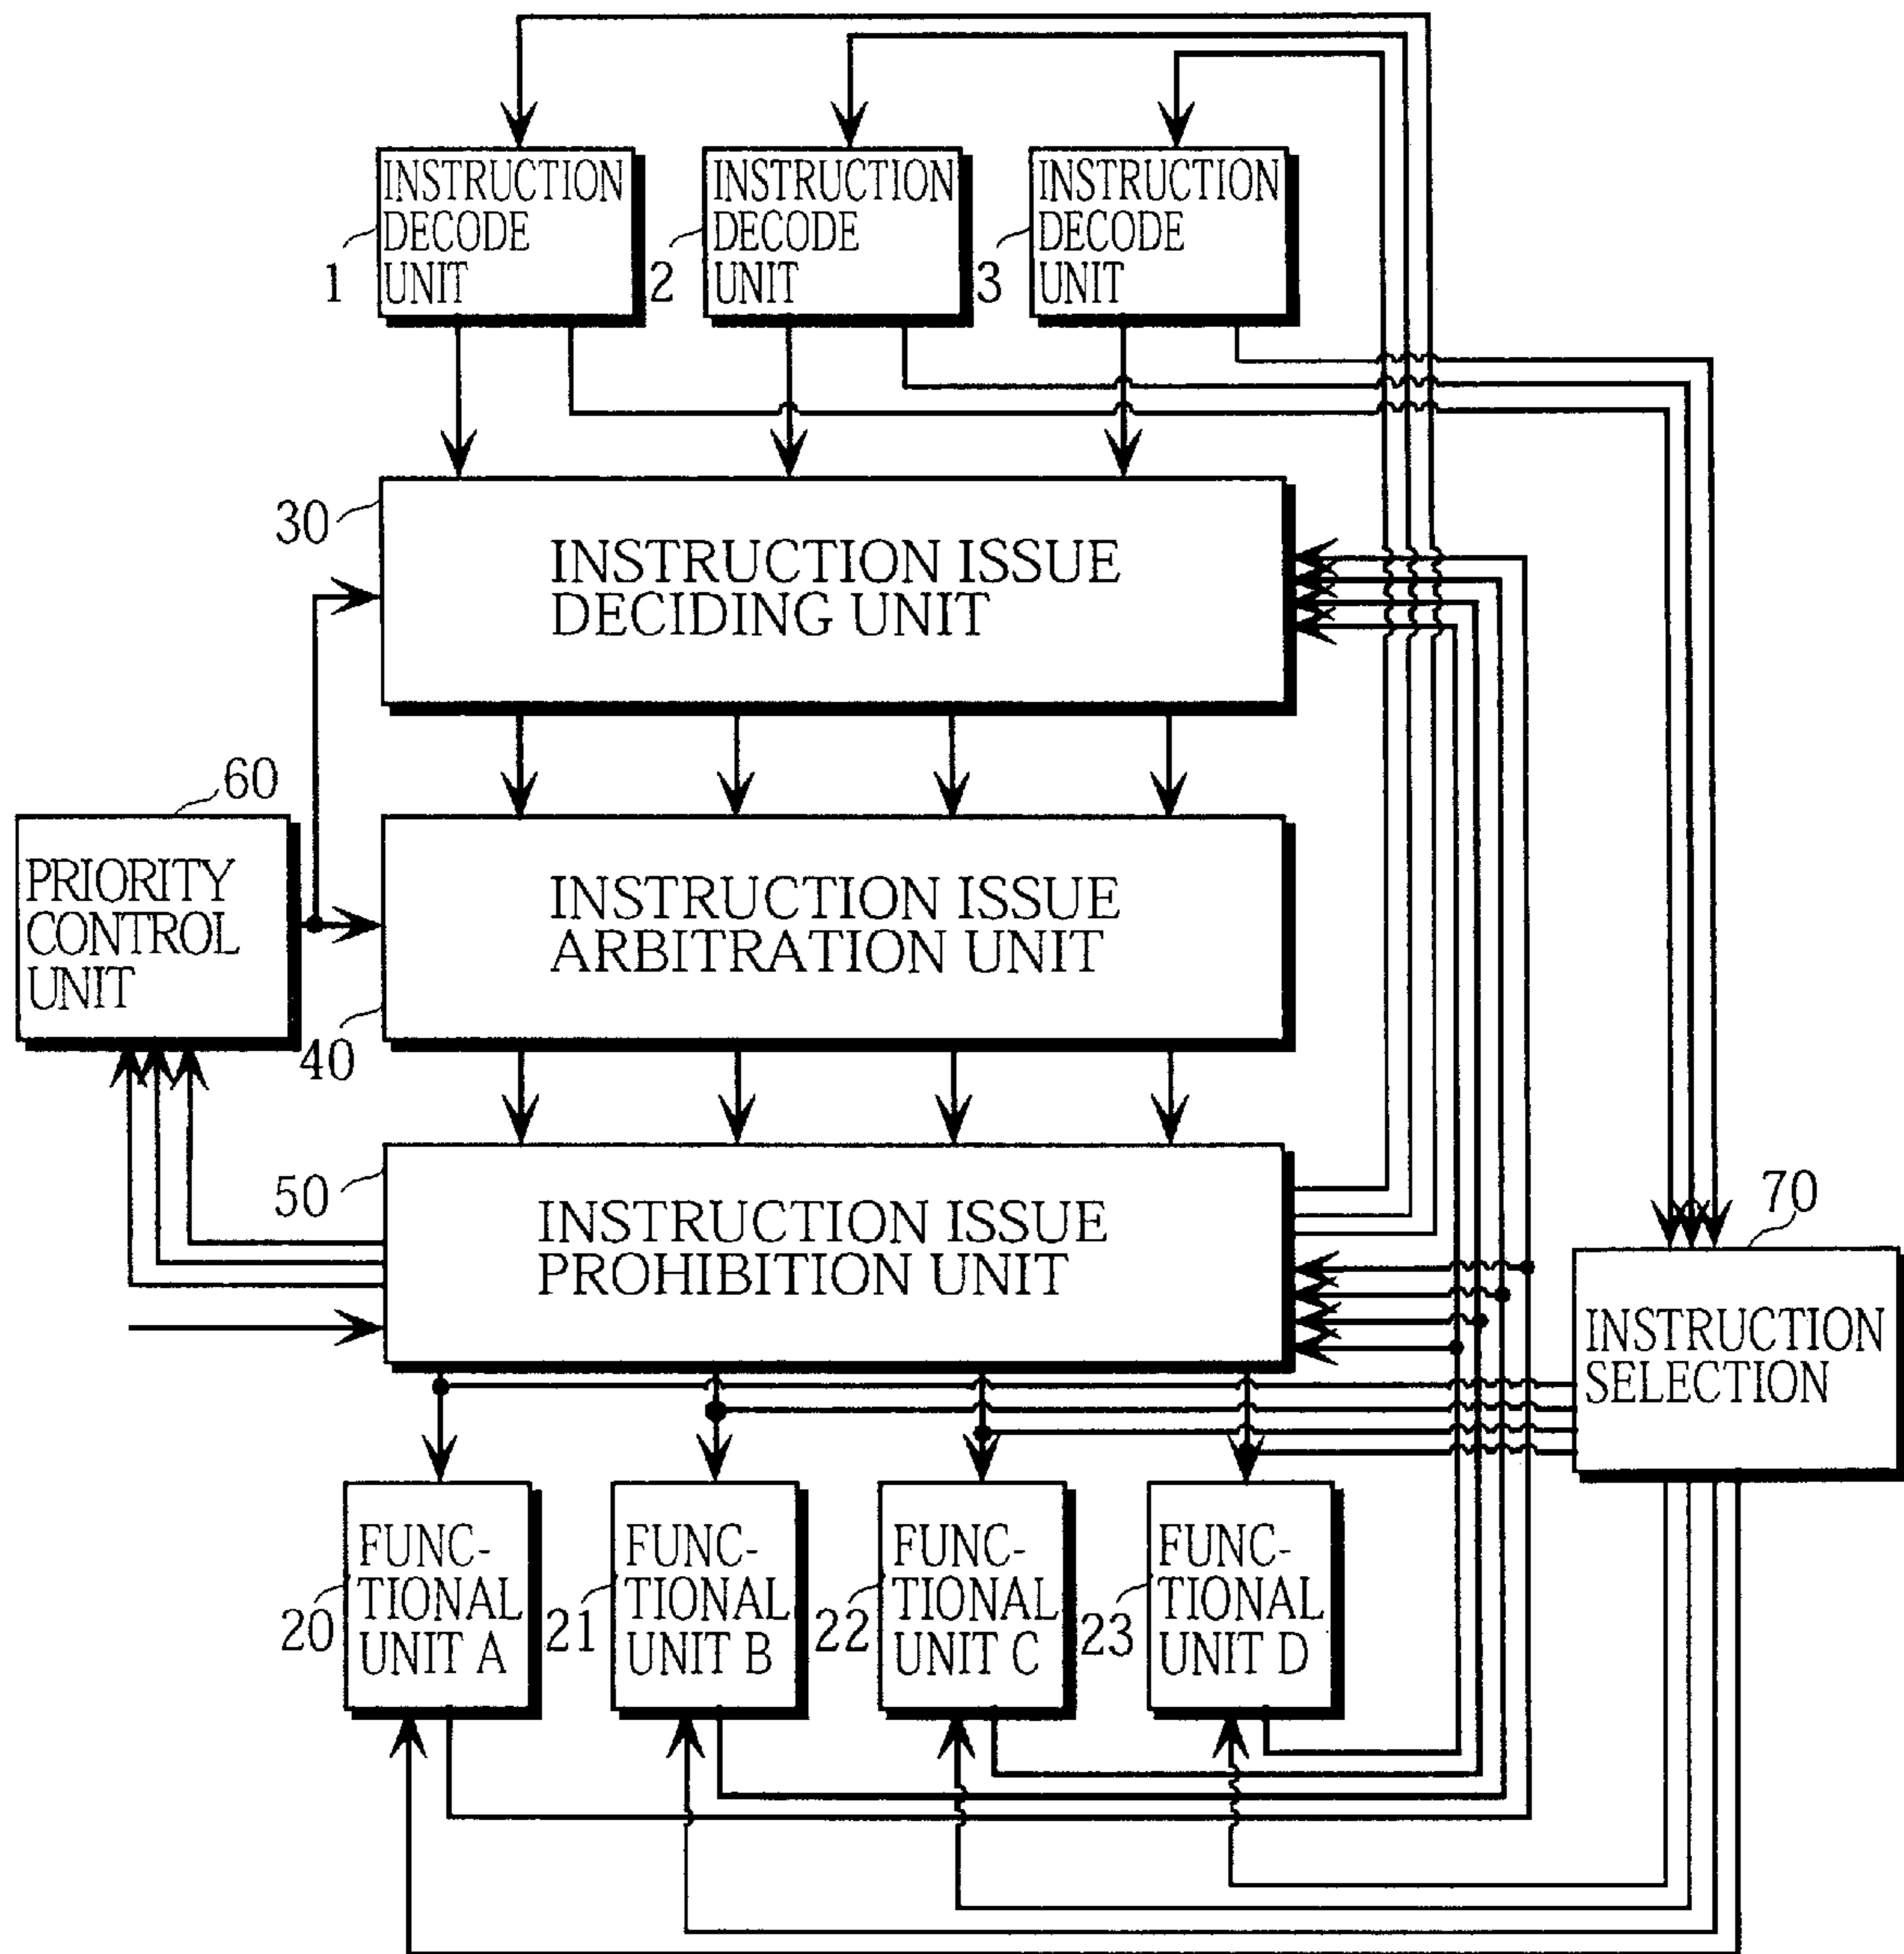 INSTRUCTION
DECODE
UNIT
1
INSTRUCTION
DECODE
UNIT
2
INSTRUCTION
DECODE
UNIT
3
30
INSTRUCTION ISSUE
DECIDING UNIT
60
PRIORITY
CONTROL
UNIT
INSTRUCTION ISSUE
ARBITRATION UNIT
40
50
INSTRUCTION ISSUE
PROHIBITION UNIT
70
INSTRUCTION
SELECTION
FUNC-
TIONAL
UNIT A
20
FUNC-
TIONAL
UNIT B
21
FUNC-
TIONAL
UNIT C
22
FUNC-
TIONAL
UNIT D
23